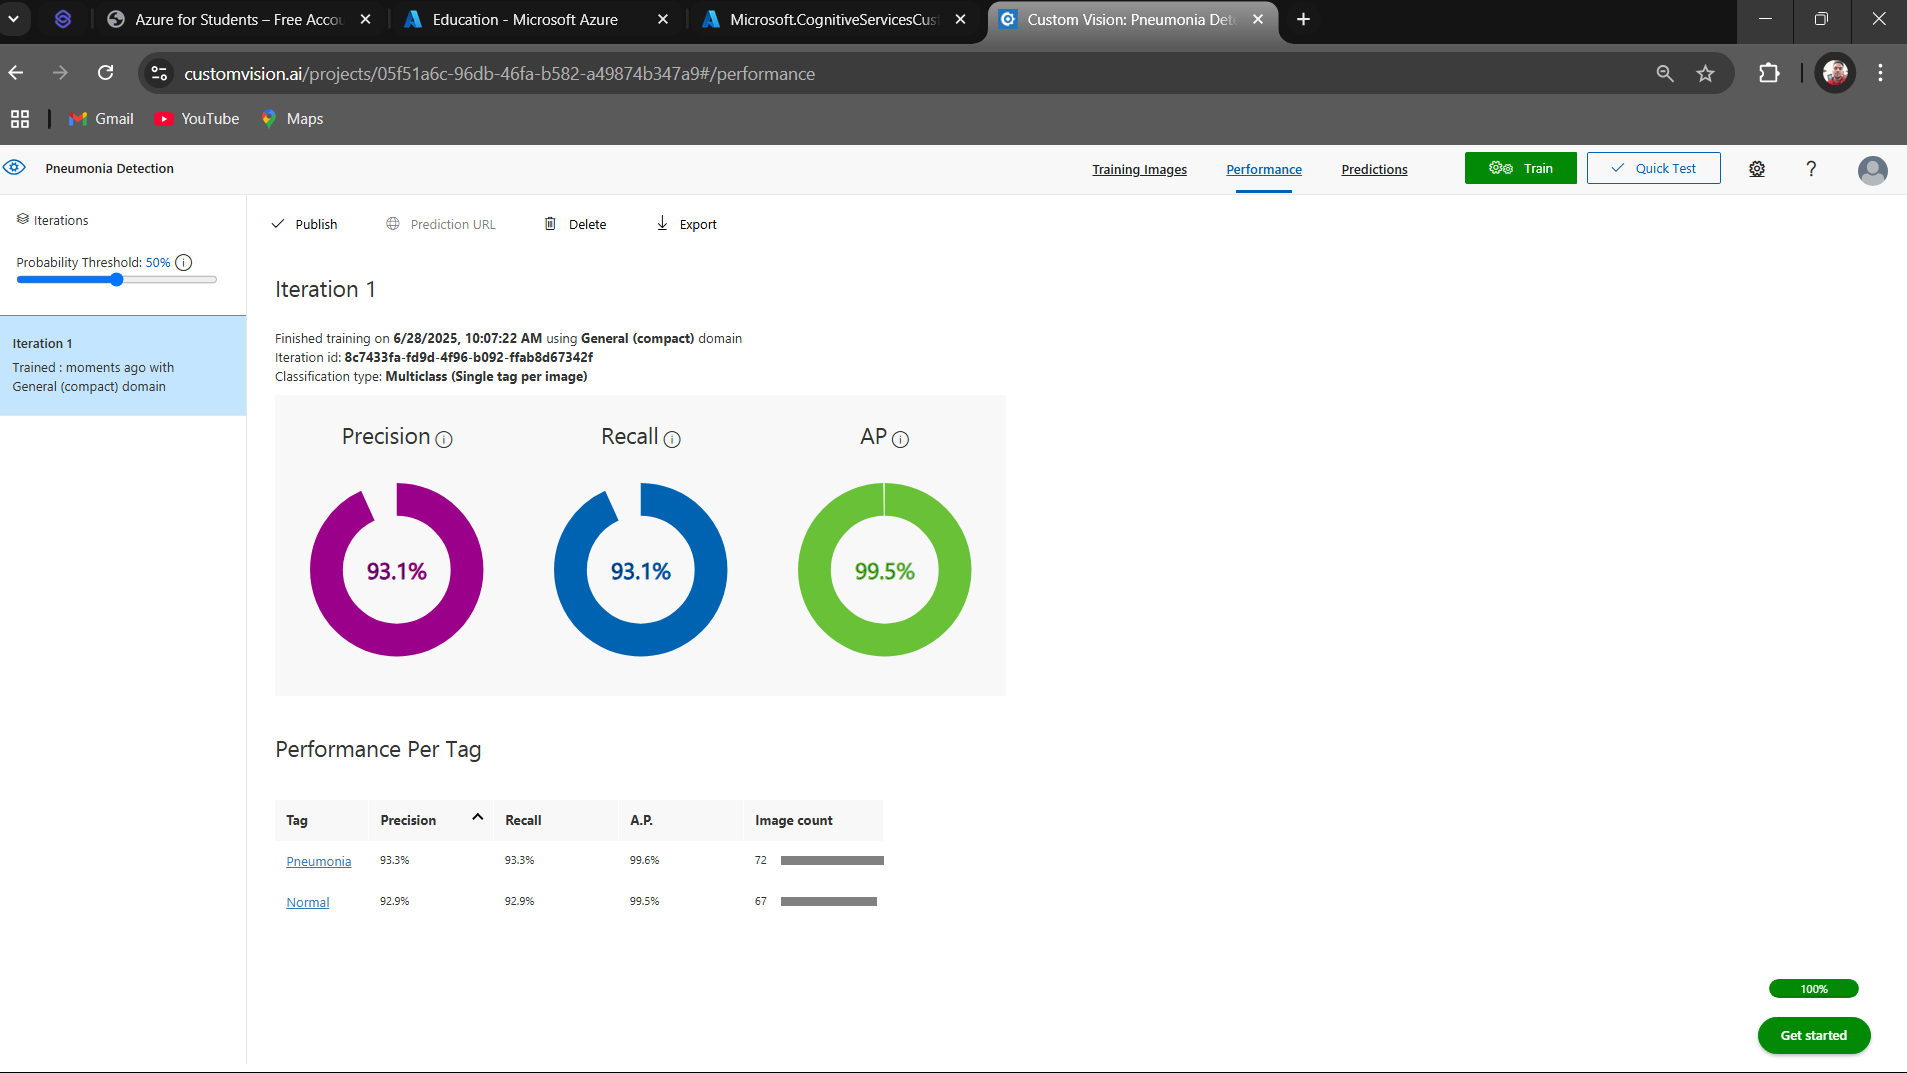 Azure for Students – Free Accou
Education - Microsoft Azure
Microsoft.CognitiveServicesCus
Custom Vision: Pneumonia Det
customvision.ai/projects/05f51a6c-96db-46fa-b582-a49874b347a9#/performance
Gmail
YouTube
Maps
Pneumonia Detection
Training Images
Performance
Predictions
Train
Quick Test
?
Iterations
Probability Threshold: 50%
Iteration 1
Trained : moments ago with
General (compact) domain
Publish
Prediction URL
Delete
Export
Iteration 1
Finished training on 6/28/2025, 10:07:22 AM using General (compact) domain
Iteration id: 8c7433fa-fd9d-4f96-b092-ffab8d67342f
Classification type: Multiclass (Single tag per image)
Precision
Recall
AP
93.1%
93.1%
99.5%
Performance Per Tag
Tag Precision Recall A.P. Image count
Pneumonia 93.3% 93.3% 99.6% 72
Normal 92.9% 92.9% 99.5% 67
100%
Get started